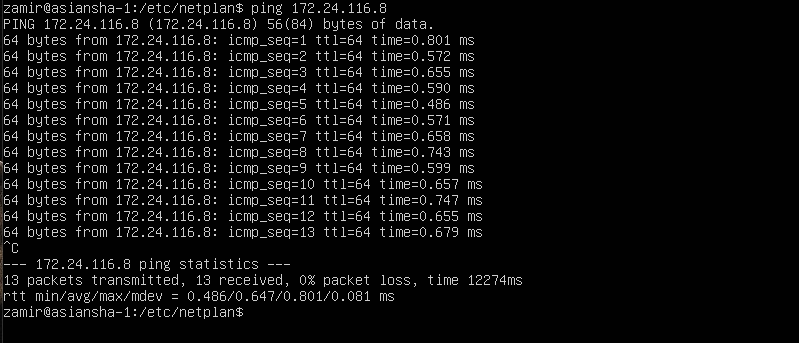 zamir@asiansha-1:/etc/netplan$ ping 172.24.116.8
PING 172.24.116.8 (172.24.116.8) 56(84) bytes of data.
64 bytes from 172.24.116.8: icmp_seq=1 ttl=64 time=0.801 ms
64 bytes from 172.24.116.8: icmp_seq=2 ttl=64 time=0.572 ms
64 bytes from 172.24.116.8: icmp_seq=3 ttl=64 time=0.655 ms
64 bytes from 172.24.116.8: icmp_seq=4 ttl=64 time=0.590 ms
64 bytes from 172.24.116.8: icmp_seq=5 ttl=64 time=0.486 ms
64 bytes from 172.24.116.8: icmp_seq=6 ttl=64 time=0.571 ms
64 bytes from 172.24.116.8: icmp_seq=7 ttl=64 time=0.658 ms
64 bytes from 172.24.116.8: icmp_seq=8 ttl=64 time=0.743 ms
64 bytes from 172.24.116.8: icmp_seq=9 ttl=64 time=0.599 ms
64 bytes from 172.24.116.8: icmp_seq=10 ttl=64 time=0.657 ms
64 bytes from 172.24.116.8: icmp_seq=11 ttl=64 time=0.747 ms
64 bytes from 172.24.116.8: icmp_seq=12 ttl=64 time=0.655 ms
64 bytes from 172.24.116.8: icmp_seq=13 ttl=64 time=0.679 ms
^C
--- 172.24.116.8 ping statistics ---
13 packets transmitted, 13 received, 0% packet loss, time 12274ms
rtt min/avg/max/mdev = 0.486/0.647/0.801/0.081 ms
zamir@asiansha-1:/etc/netplan$